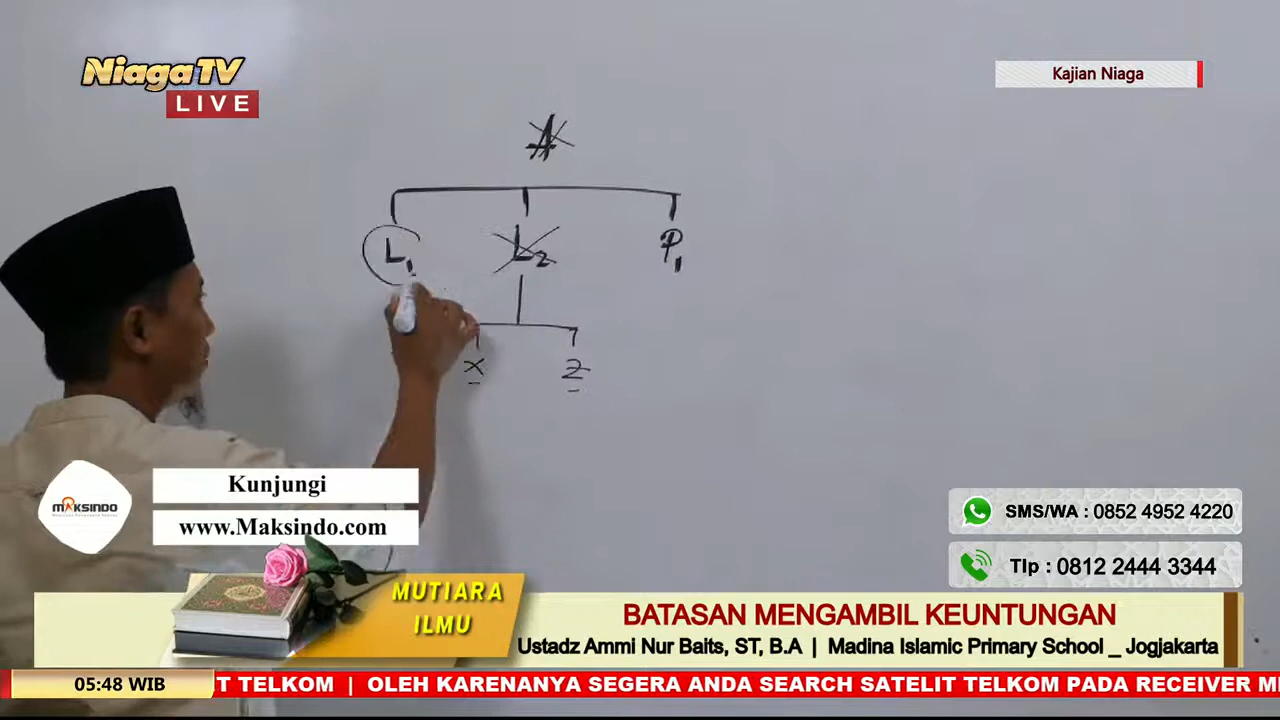 NiagaTV
LIVE
Kajian Niaga
A
L1 L2 P1
x z
Kunjungi
MAKSINDO
www.Maksindo.com
SMS/WA : 0852 4952 4220
Tlp : 0812 2444 3344
MUTIARA
ILMU
BATASAN MENGAMBIL KEUNTUNGAN
Ustadz Ammi Nur Baits, ST, B.A | Madina Islamic Primary School _ Jogjakarta
05:48 WIB
T TELKOM | OLEH KARENANYA SEGERA ANDA SEARCH SATELIT TELKOM PADA RECEIVER